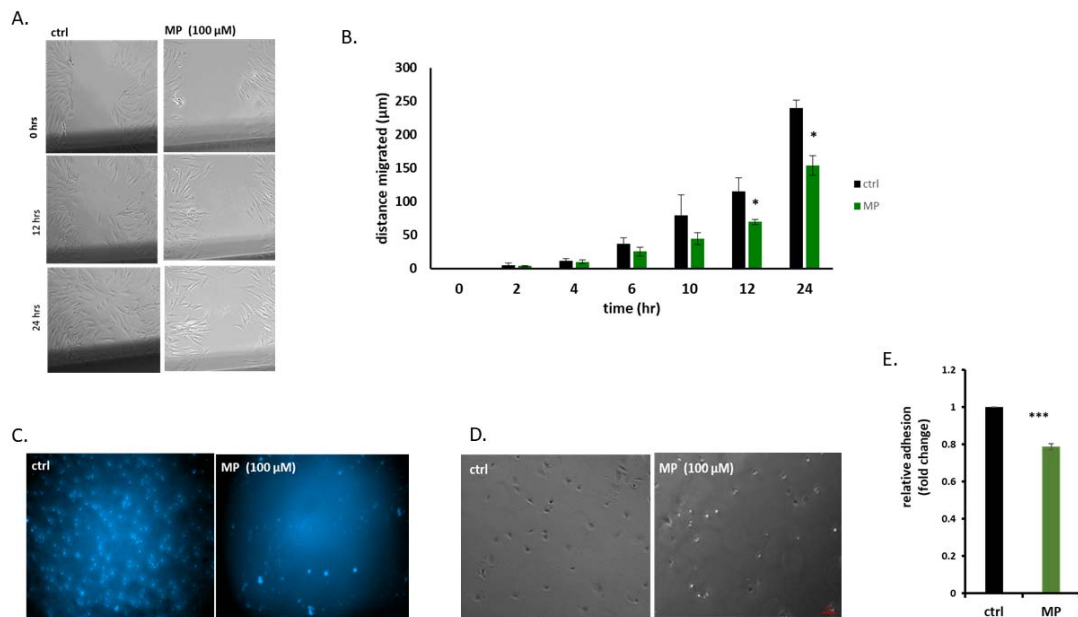 A.
ctrl
MP (100 μM)
0 hrs
12 hrs
24 hrs
B.
300
250
200
150
100
50
0
distance migrated (μm)
0 2 4 6 10 12 24
time (hr)
*
*
ctrl
MP
C.
ctrl
MP (100 μM)
D.
ctrl
MP (100 μM)
E.
1.2
1
0.8
0.6
0.4
0.2
0
relative adhesion
(fold change)
***
ctrl MP